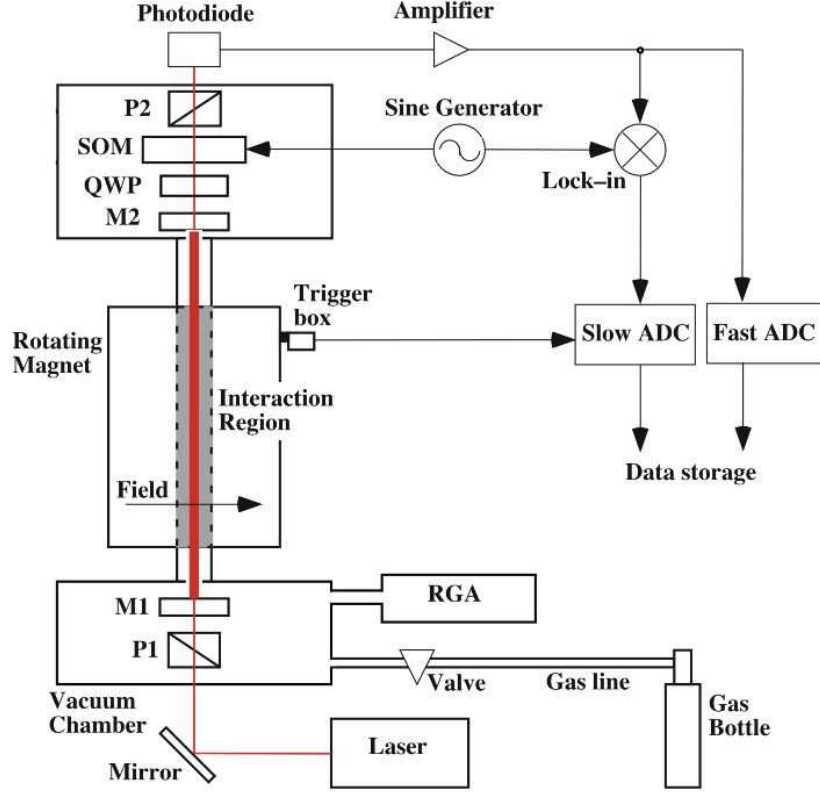 Photodiode
Amplifier
P2
Sine Generator
SOM
QWP
Lock–in
M2
Trigger
box
Rotating
Magnet
Slow ADC
Fast ADC
Interaction
Region
Data storage
Field
M1
RGA
P1
Valve
Gas line
Vacuum
Chamber
Gas
Bottle
Laser
Mirror